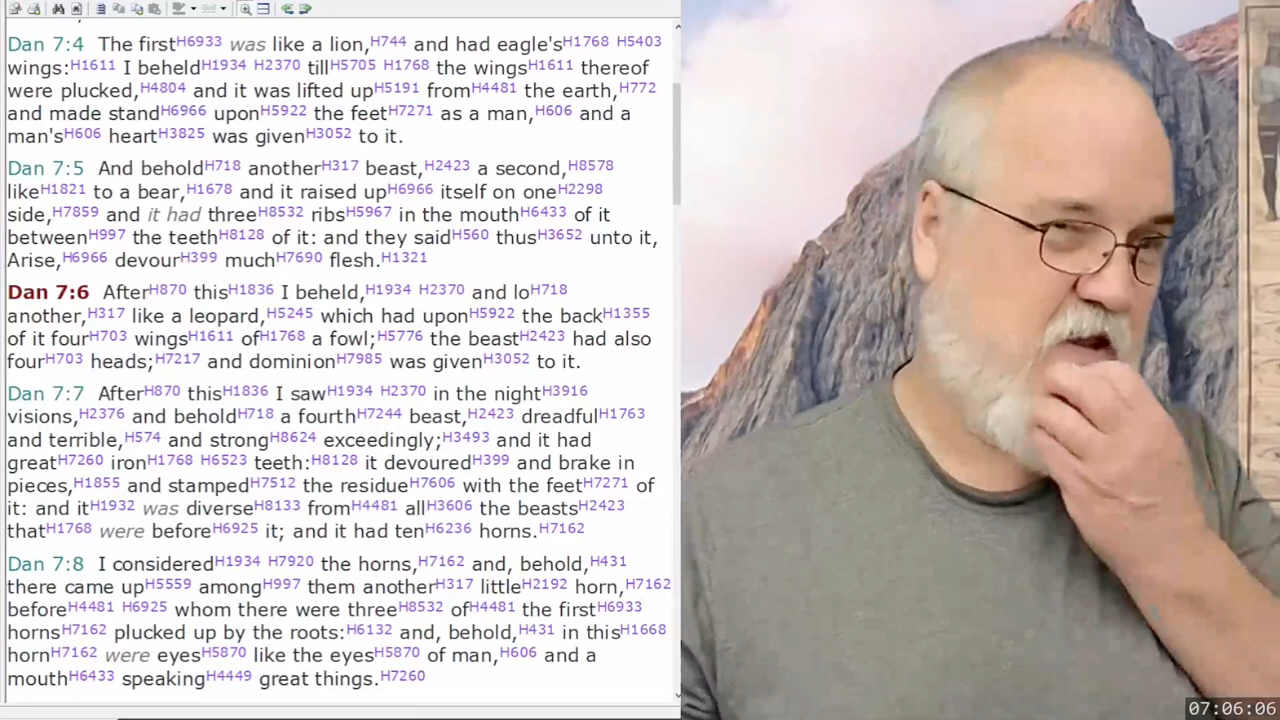 Dan 7:4 The firstH6933 was like a lion,H744 and had eagle'sH1768 H5403
wings:H1611 I beheldH1934 H2370 tillH5705 H1768 the wingsH1611 thereof
were plucked,H4804 and it was lifted upH5191 fromH4481 the earth,H772
and made standH6966 uponH5922 the feetH7271 as a man,H606 and a
man'sH606 heartH3825 was givenH3052 to it.
Dan 7:5 And beholdH718 anotherH317 beast,H2423 a second,H8578
likeH1821 to a bear,H1678 and it raised upH6966 itself on oneH2298
side,H7859 and it had threeH8532 ribsH5967 in the mouthH6433 of it
betweenH997 the teethH8128 of it: and they saidH560 thusH3652 unto it,
Arise,H6966 devourH399 muchH7690 flesh.H1321
Dan 7:6 AfterH870 thisH1836 I beheld,H1934 H2370 and loH718
another,H317 like a leopard,H5245 which had uponH5922 the backH1355
of it fourH703 wingsH1611 ofH1768 a fowl;H5776 the beastH2423 had also
fourH703 heads;H7217 and dominionH7985 was givenH3052 to it.
Dan 7:7 AfterH870 thisH1836 I sawH1934 H2370 in the nightH3916
visions,H2376 and beholdH718 a fourthH7244 beast,H2423 dreadfulH1763
and terrible,H574 and strongH8624 exceedingly;H3493 and it had
greatH7260 ironH1768 H6523 teeth:H8128 it devouredH399 and brake in
pieces,H1855 and stampedH7512 the residueH7606 with the feetH7271 of
it: and itH1932 was diverseH8133 fromH4481 allH3606 the beastsH2423
thatH1768 were beforeH6925 it; and it had tenH6236 horns.H7162
Dan 7:8 I consideredH1934 H7920 the horns,H7162 and, behold,H431
there came upH5559 amongH997 them anotherH317 littleH2192 horn,H7162
beforeH4481 H6925 whom there were threeH8532 ofH4481 the firstH6933
hornsH7162 plucked up by the roots:H6132 and, behold,H431 in thisH1668
hornH7162 were eyesH5870 like the eyesH5870 of man,H606 and a
mouthH6433 speakingH4449 great things.H7260
07:06:06